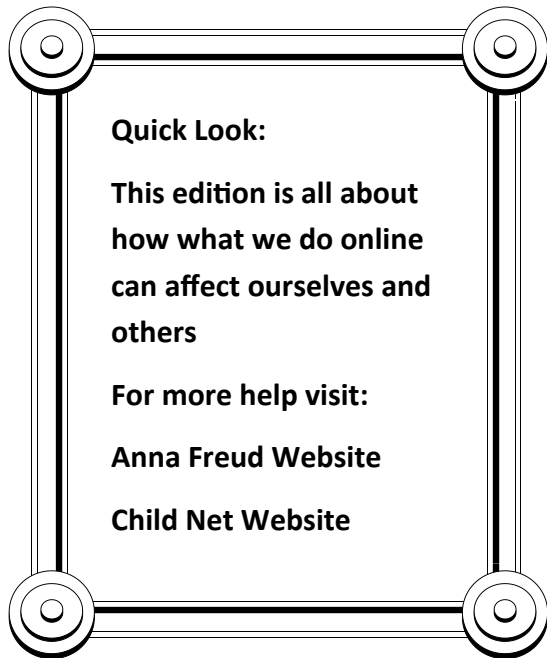 Quick Look:
This edition is all about
how what we do online
can affect ourselves and
others
For more help visit:
Anna Freud Website
Child Net Website